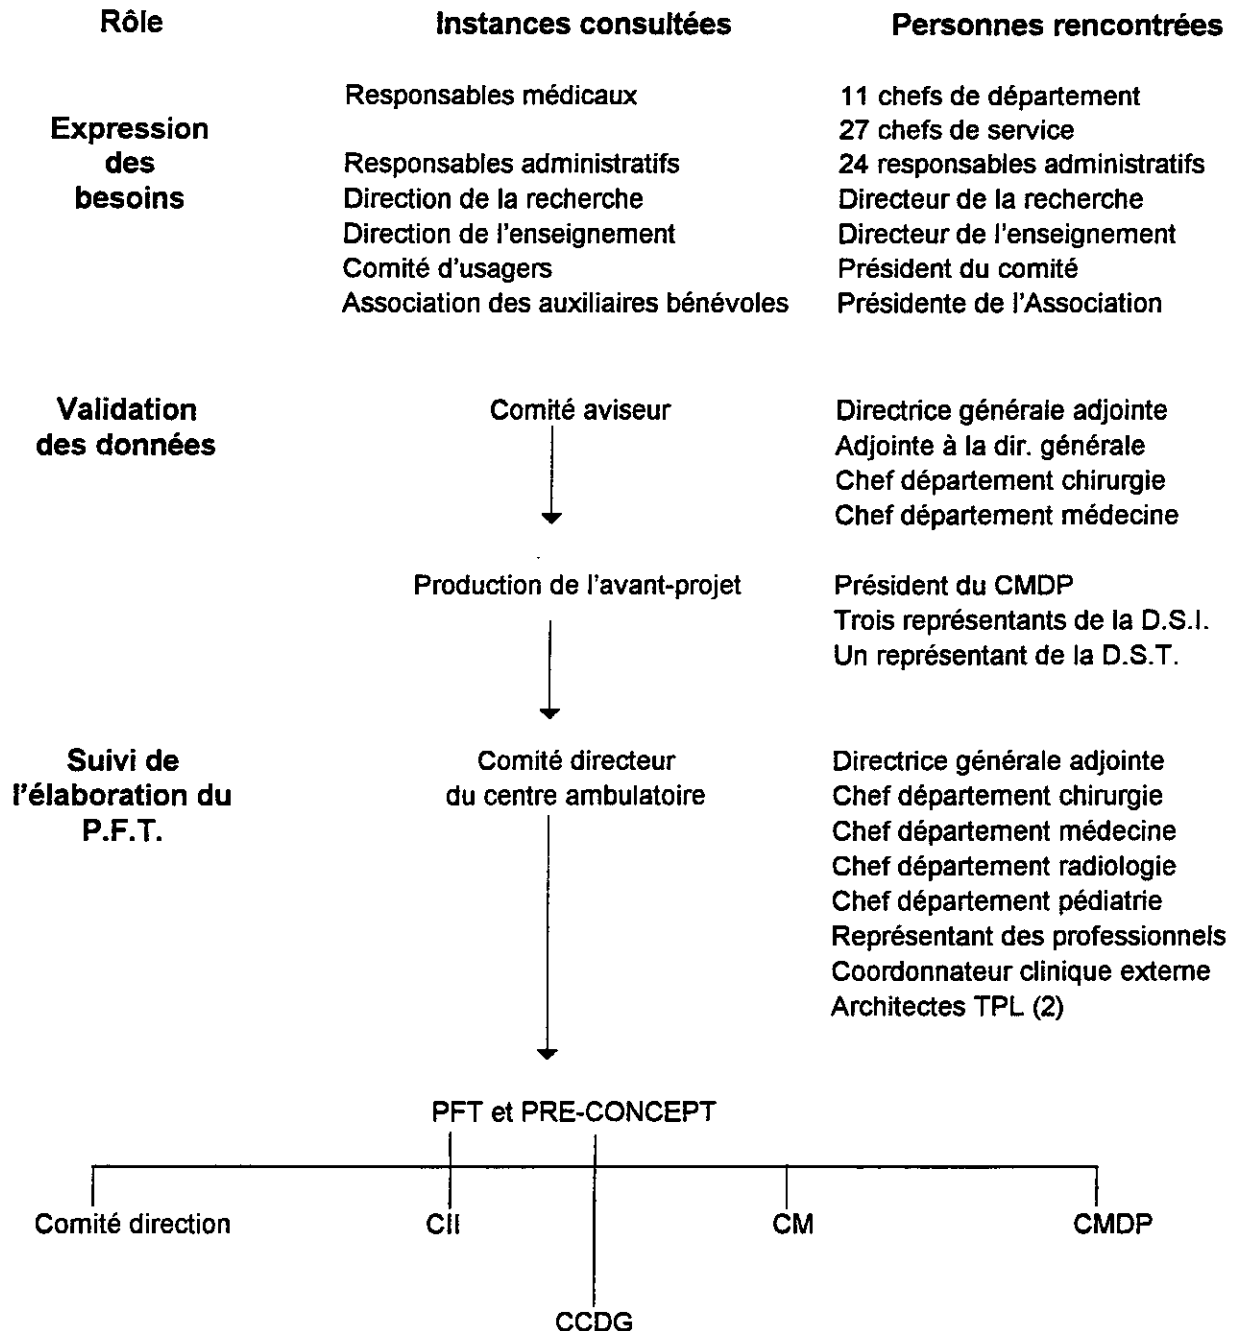 Rôle Instances consultées Personnes rencontrées
Responsables médicaux 11 chefs de département
Expression 27 chefs de service
des Responsables administratifs 24 responsables administratifs
besoins Direction de la recherche Directeur de la recherche
Direction de l'enseignement Directeur de l'enseignement
Comité d'usagers Président du comité
Association des auxiliaires bénévoles Présidente de l'Association
Validation Comité aviseur Directrice générale adjointe
des données Adjointe à la dir. générale
Chef département chirurgie
Chef département médecine
Production de l'avant-projet Président du CMDP
Trois représentants de la D.S.I.
Un représentant de la D.S.T.
Suivi de Comité directeur Directrice générale adjointe
l'élaboration du du centre ambulatoire Chef département chirurgie
P.F.T. Chef département médecine
Chef département radiologie
Chef département pédiatrie
Représentant des professionnels
Coordonnateur clinique externe
Architectes TPL (2)
PFT et PRE-CONCEPT
Comité direction CII CM CMDP
CCDG